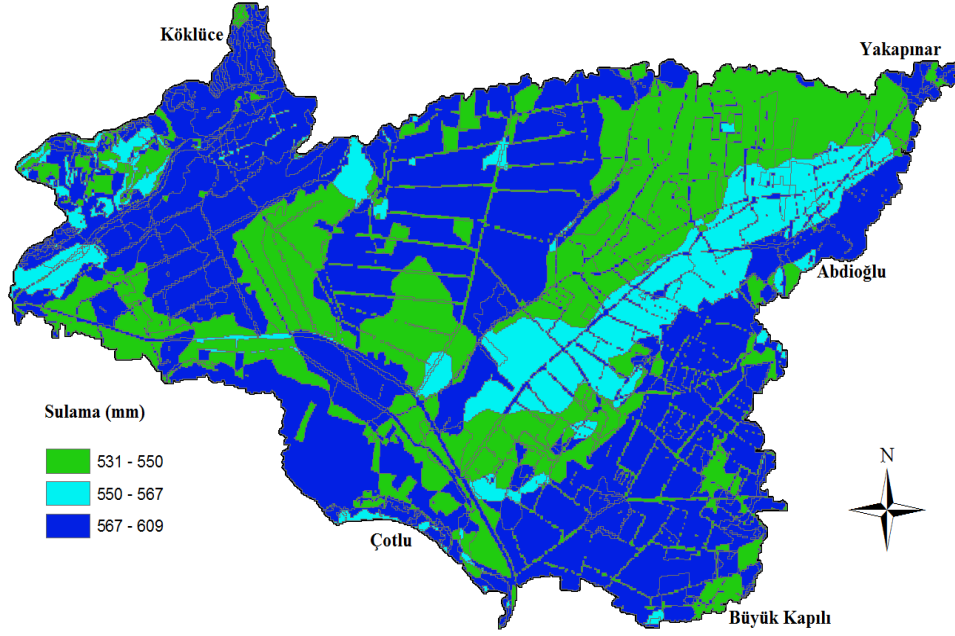 Köklüce
Yakapınar
Abdioğlu
Sulama (mm)
531 - 550
550 - 567
567 - 609
N
Çotlu
Büyük Kapılı